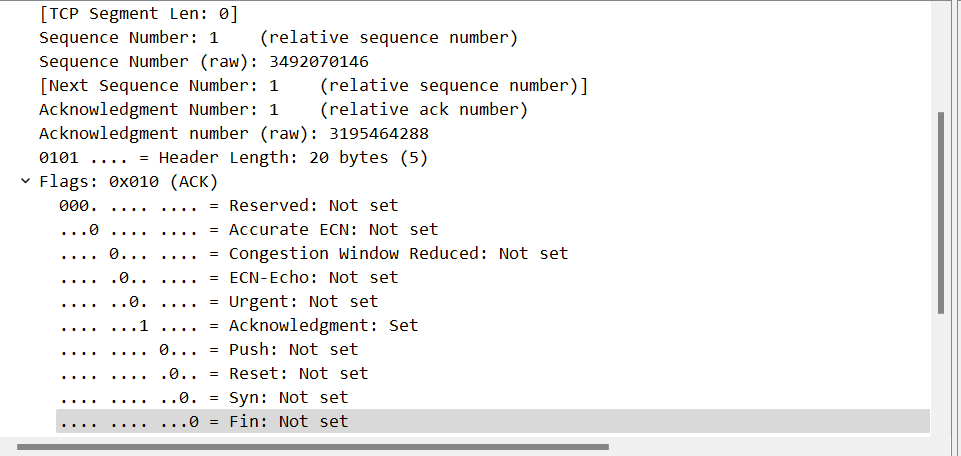 [TCP Segment Len: 0]
Sequence Number: 1    (relative sequence number)
Sequence Number (raw): 3492070146
[Next Sequence Number: 1    (relative sequence number)]
Acknowledgment Number: 1    (relative ack number)
Acknowledgment number (raw): 3195464288
0101 .... = Header Length: 20 bytes (5)
Flags: 0x010 (ACK)
000. .... .... = Reserved: Not set
...0 .... .... = Accurate ECN: Not set
.... 0... .... = Congestion Window Reduced: Not set
.... .0.. .... = ECN-Echo: Not set
.... ..0. .... = Urgent: Not set
.... ...1 .... = Acknowledgment: Set
.... .... 0... = Push: Not set
.... .... .0.. = Reset: Not set
.... .... ..0. = Syn: Not set
.... .... ...0 = Fin: Not set